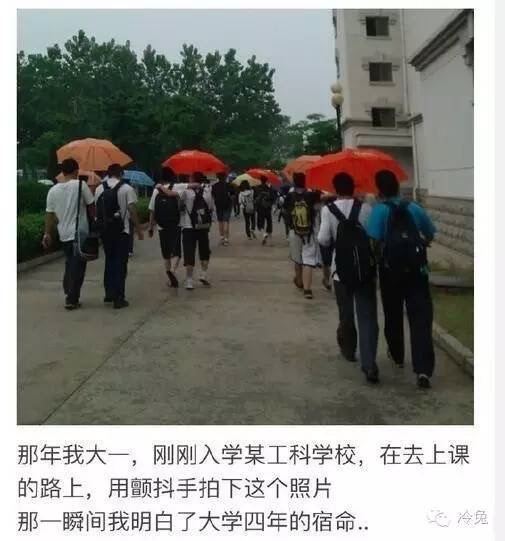 那年我大一，刚刚入学某工科学校，在去上课
的路上，用颤抖手拍下这个照片
那一瞬间我明白了大学四年的宿命..
冷兔